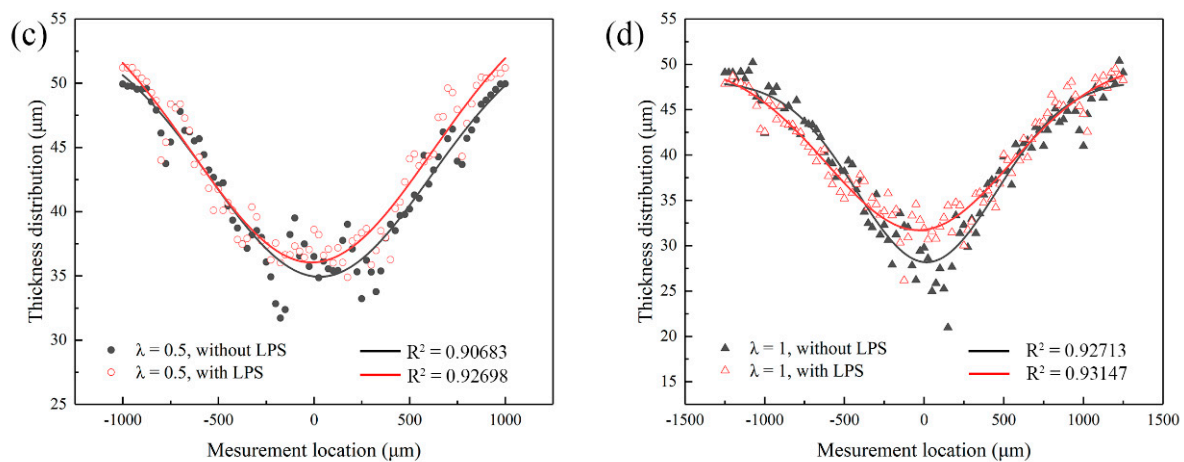 (c)
Thickness distribution (μm)
55
50
45
40
35
30
25
λ = 0.5, without LPS
λ = 0.5, with LPS
R² = 0.90683
R² = 0.92698
-1000 -500 0 500 1000
Mesurement location (μm)
(d)
Thickness distribution (μm)
55
50
45
40
35
30
25
20
15
λ = 1, without LPS
λ = 1, with LPS
R² = 0.92713
R² = 0.93147
-1500 -1000 -500 0 500 1000 1500
Mesurement location (μm)